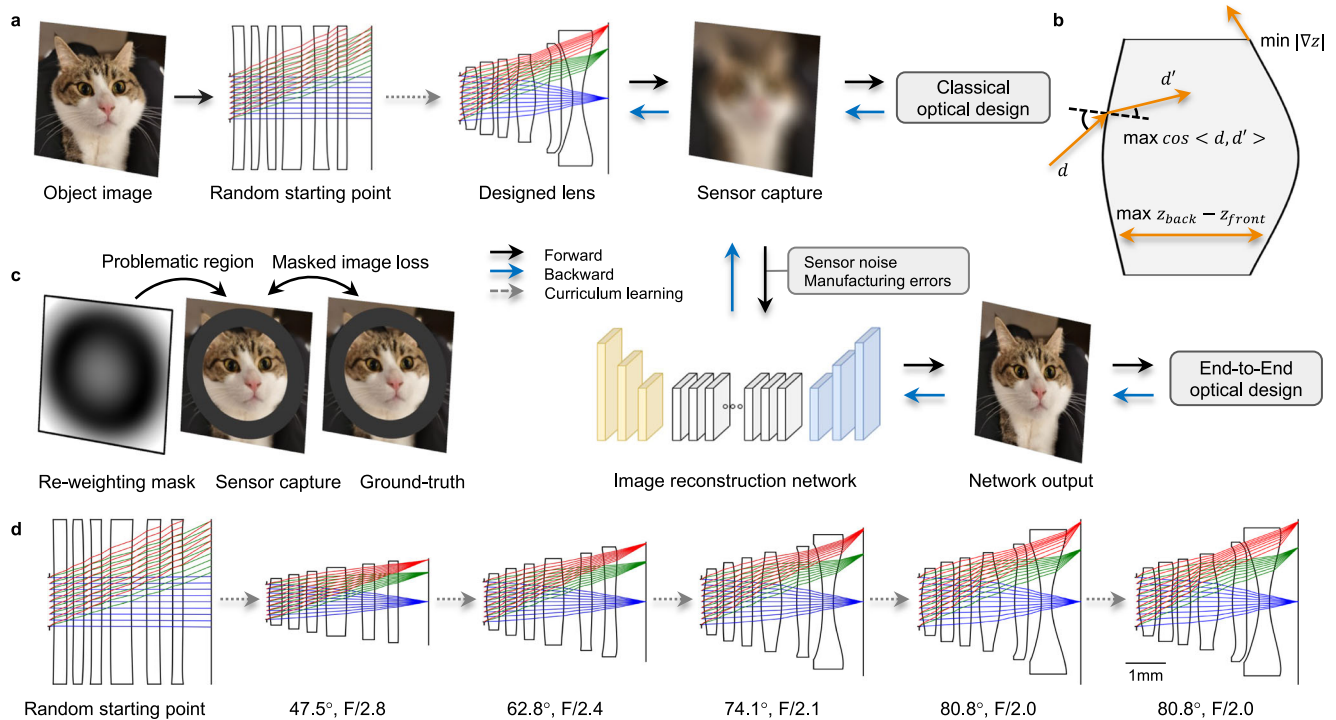 a
b
min |∇z|
d′
max cos < d, d′ >
d
max z_back − z_front
Classical
optical design
Object image
Random starting point
Designed lens
Sensor capture
c
Problematic region
Masked image loss
Forward
Backward
Curriculum learning
Sensor noise
Manufacturing errors
End-to-End
optical design
Re-weighting mask
Sensor capture
Ground-truth
Image reconstruction network
Network output
d
1mm
Random starting point
47.5°, F/2.8
62.8°, F/2.4
74.1°, F/2.1
80.8°, F/2.0
80.8°, F/2.0